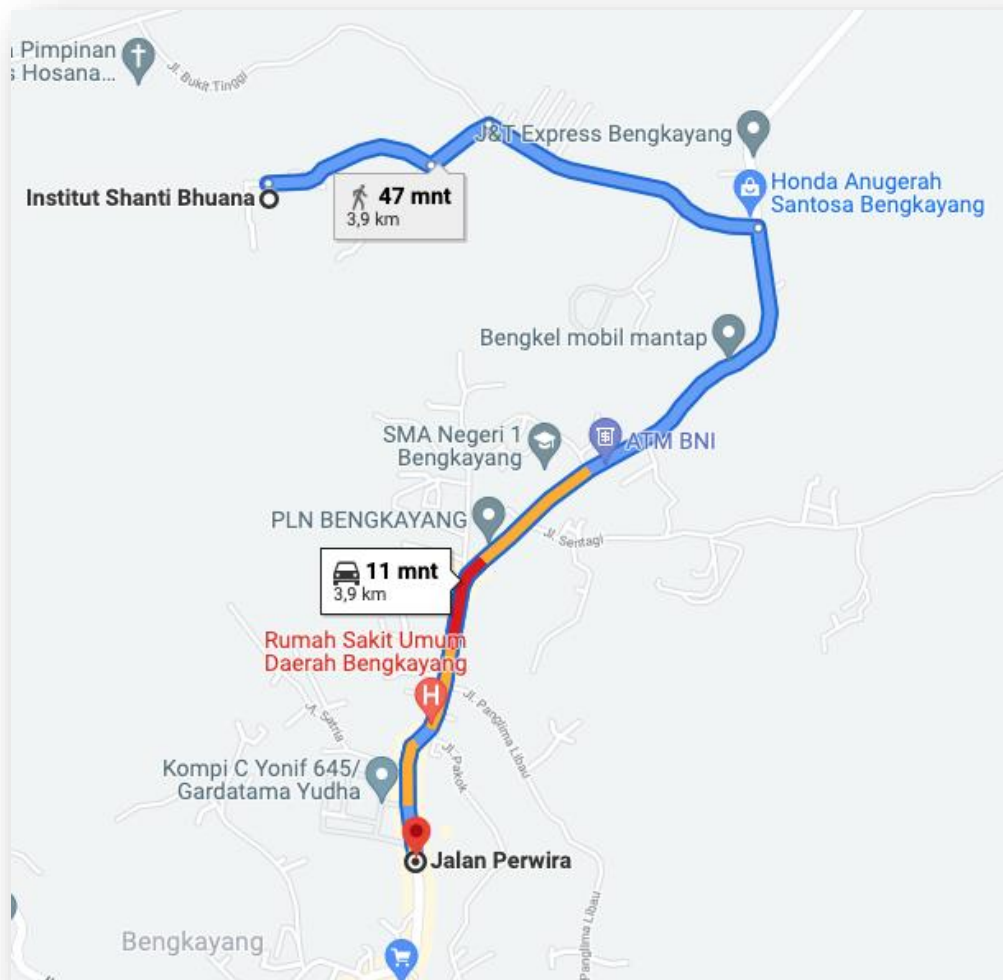 Pimpinan
s Hosana...
Jl. Bukit Tinggi
J&T Express Bengkayang
Honda Anugerah
Santosa Bengkayang
Institut Shanti Bhuana
47 mnt
3,9 km
Bengkel mobil mantap
SMA Negeri 1
Bengkayang
ATM BNI
PLN BENGKAYANG
Jl. Sentagi
11 mnt
3,9 km
Rumah Sakit Umum
Daerah Bengkayang
H
Jl. Panglima Libau
Jl. Pakok
Kompi C Yonif 645/
Gardatama Yudha
Jalan Perwira
Panglima Libau
Bengkayang